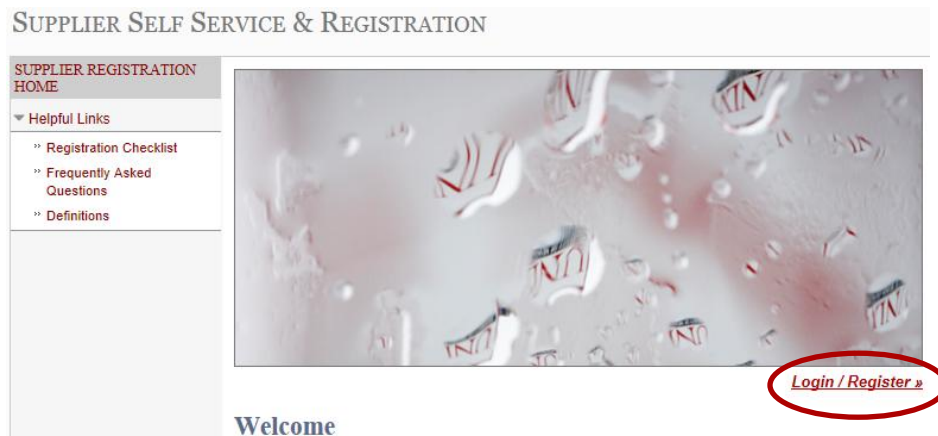 SUPPLIER SELF SERVICE & REGISTRATION
SUPPLIER REGISTRATION
HOME
Helpful Links
» Registration Checklist
» Frequently Asked
Questions
» Definitions
Login / Register »
Welcome